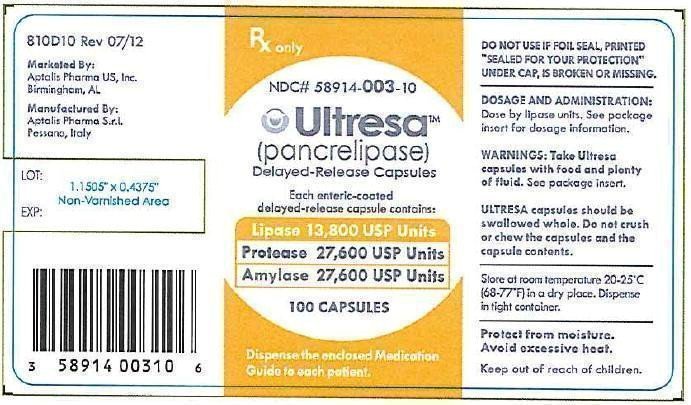 810D10 Rev 07/12
Marketed By:
Aptalis Pharma US, Inc.
Birmingham, AL
Manufactured By:
Aptalis Pharma S.r.l.
Pessano, Italy
LOT:
1.1505" x 0.4375"
Non-Varnished Area
EXP:
3 58914 00310 6
Rx only
NDC# 58914-003-10
Ultresa™
(pancrelipase)
Delayed-Release Capsules
Each enteric-coated
delayed-release capsule contains:
Lipase 13,800 USP Units
Protease 27,600 USP Units
Amylase 27,600 USP Units
100 CAPSULES
Dispense the enclosed Medication
Guide to each patient.
DO NOT USE IF FOIL SEAL, PRINTED
"SEALED FOR YOUR PROTECTION"
UNDER CAP, IS BROKEN OR MISSING.
DOSAGE AND ADMINISTRATION:
Dose by lipase units. See package
insert for dosage information.
WARNINGS: Take Ultresa
capsules with food and plenty
of fluid. See package insert.
ULTRESA capsules should be
swallowed whole. Do not crush
or chew the capsules and the
capsule contents.
Store at room temperature 20-25°C
(68-77°F) in a dry place. Dispense
in tight container.
Protect from moisture.
Avoid excessive heat.
Keep out of reach of children.